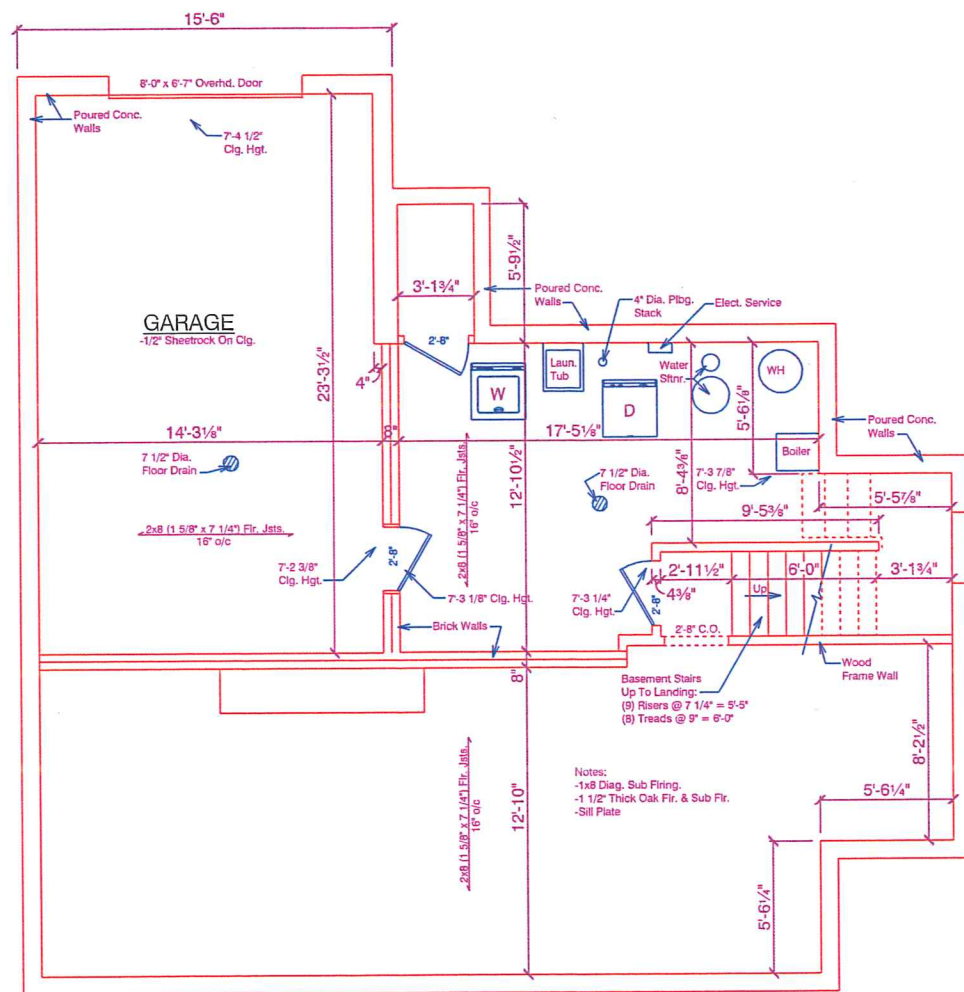 15'-6"
8'-0" x 6'-7" Overhd. Door
Poured Conc.
Walls
7'-4 1/2"
Clg. Hgt.
5'-9½"
3'-1¾"
Poured Conc.
Walls
4" Dia. Plbg.
Stack
Elect. Service
GARAGE
-1/2" Sheetrock On Clg.
23'-3½"
2'-8"
4"
W
Laun.
Tub
D
Water
Sftnr.
WH
5'-6⅛"
Poured Conc.
Walls
14'-3⅛"
8"
17'-5⅛"
Boiler
7 1/2" Dia.
Floor Drain
2x8 (1 5/8" x 7 1/4") Flr. Jsts.
16" o/c
12'-10½"
7 1/2" Dia.
Floor Drain
8'-4⅜"
7'-3 7/8"
Clg. Hgt.
5'-5⅞"
9'-5⅜"
2x8 (1 5/8" x 7 1/4") Flr. Jsts.
16" o/c
2'-8"
7'-2 3/8"
Clg. Hgt.
7'-3 1/8" Clg. Hgt.
7'-3 1/4"
Clg. Hgt.
2'-11½"
6'-0"
3'-1¾"
4⅜"
2'-8"
Up
Brick Walls
2'-8" C.O.
Wood
Frame Wall
8"
Basement Stairs
Up To Landing:
(9) Risers @ 7 1/4" = 5'-5"
(8) Treads @ 9" = 6'-0"
8'-2½"
2x8 (1 5/8" x 7 1/4") Flr. Jsts.
16" o/c
12'-10"
Notes:
-1x8 Diag. Sub Flring.
-1 1/2" Thick Oak Flr. & Sub Flr.
-Sill Plate
5'-6¼"
5'-6¼"